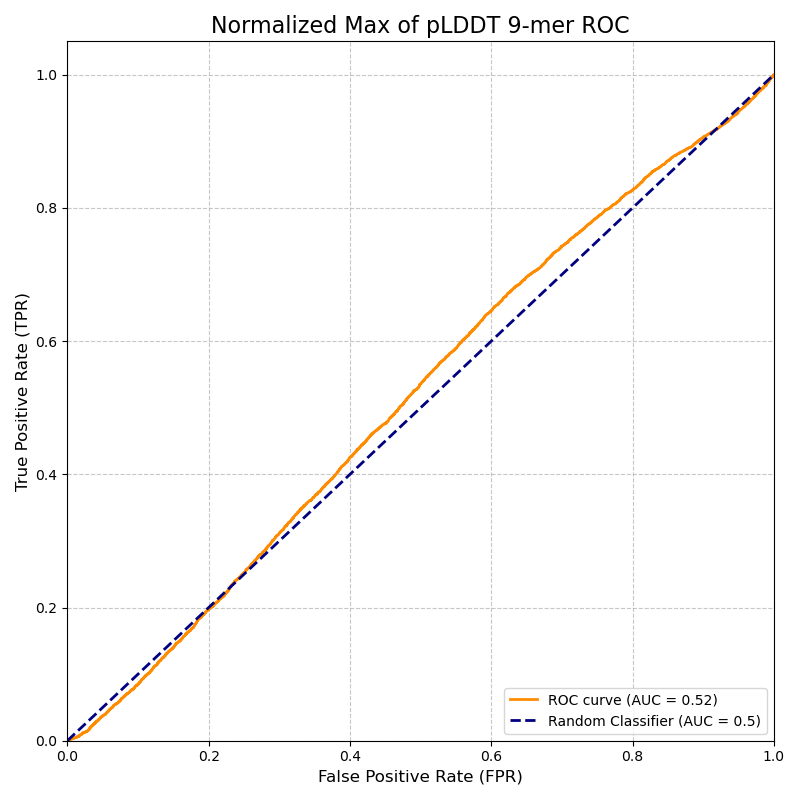 Normalized Max of pLDDT 9-mer ROC
True Positive Rate (TPR)
1.0
0.8
0.6
0.4
0.2
0.0
0.0 0.2 0.4 0.6 0.8 1.0
False Positive Rate (FPR)
ROC curve (AUC = 0.52)
Random Classifier (AUC = 0.5)